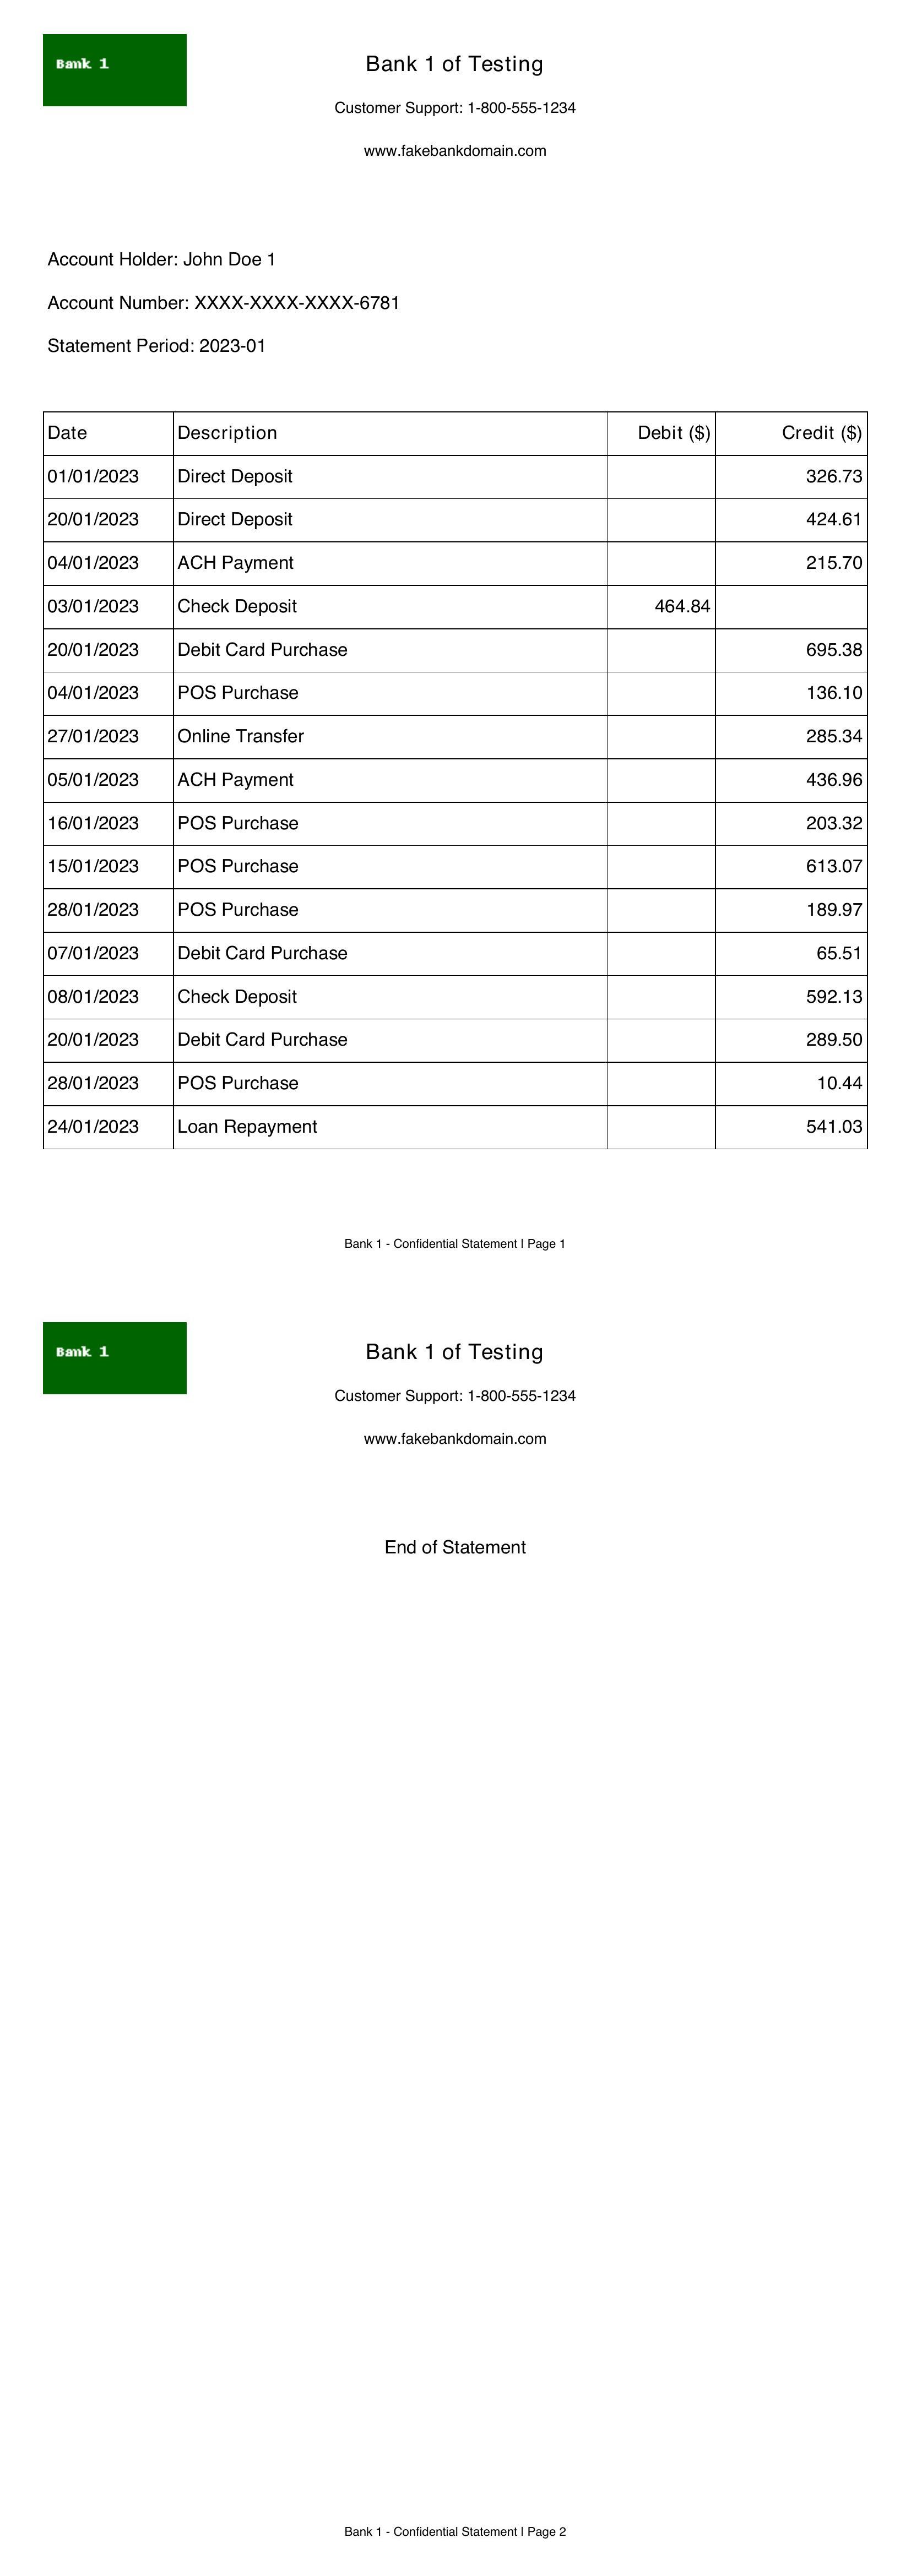 Bank 1
Bank 1 of Testing
Customer Support: 1-800-555-1234
www.fakebankdomain.com
Account Holder: John Doe 1
Account Number: XXXX-XXXX-XXXX-6781
Statement Period: 2023-01
Date Description Debit ($) Credit ($)
01/01/2023 Direct Deposit 326.73
20/01/2023 Direct Deposit 424.61
04/01/2023 ACH Payment 215.70
03/01/2023 Check Deposit 464.84
20/01/2023 Debit Card Purchase 695.38
04/01/2023 POS Purchase 136.10
27/01/2023 Online Transfer 285.34
05/01/2023 ACH Payment 436.96
16/01/2023 POS Purchase 203.32
15/01/2023 POS Purchase 613.07
28/01/2023 POS Purchase 189.97
07/01/2023 Debit Card Purchase 65.51
08/01/2023 Check Deposit 592.13
20/01/2023 Debit Card Purchase 289.50
28/01/2023 POS Purchase 10.44
24/01/2023 Loan Repayment 541.03
Bank 1 - Confidential Statement | Page 1
Bank 1
Bank 1 of Testing
Customer Support: 1-800-555-1234
www.fakebankdomain.com
End of Statement
Bank 1 - Confidential Statement | Page 2